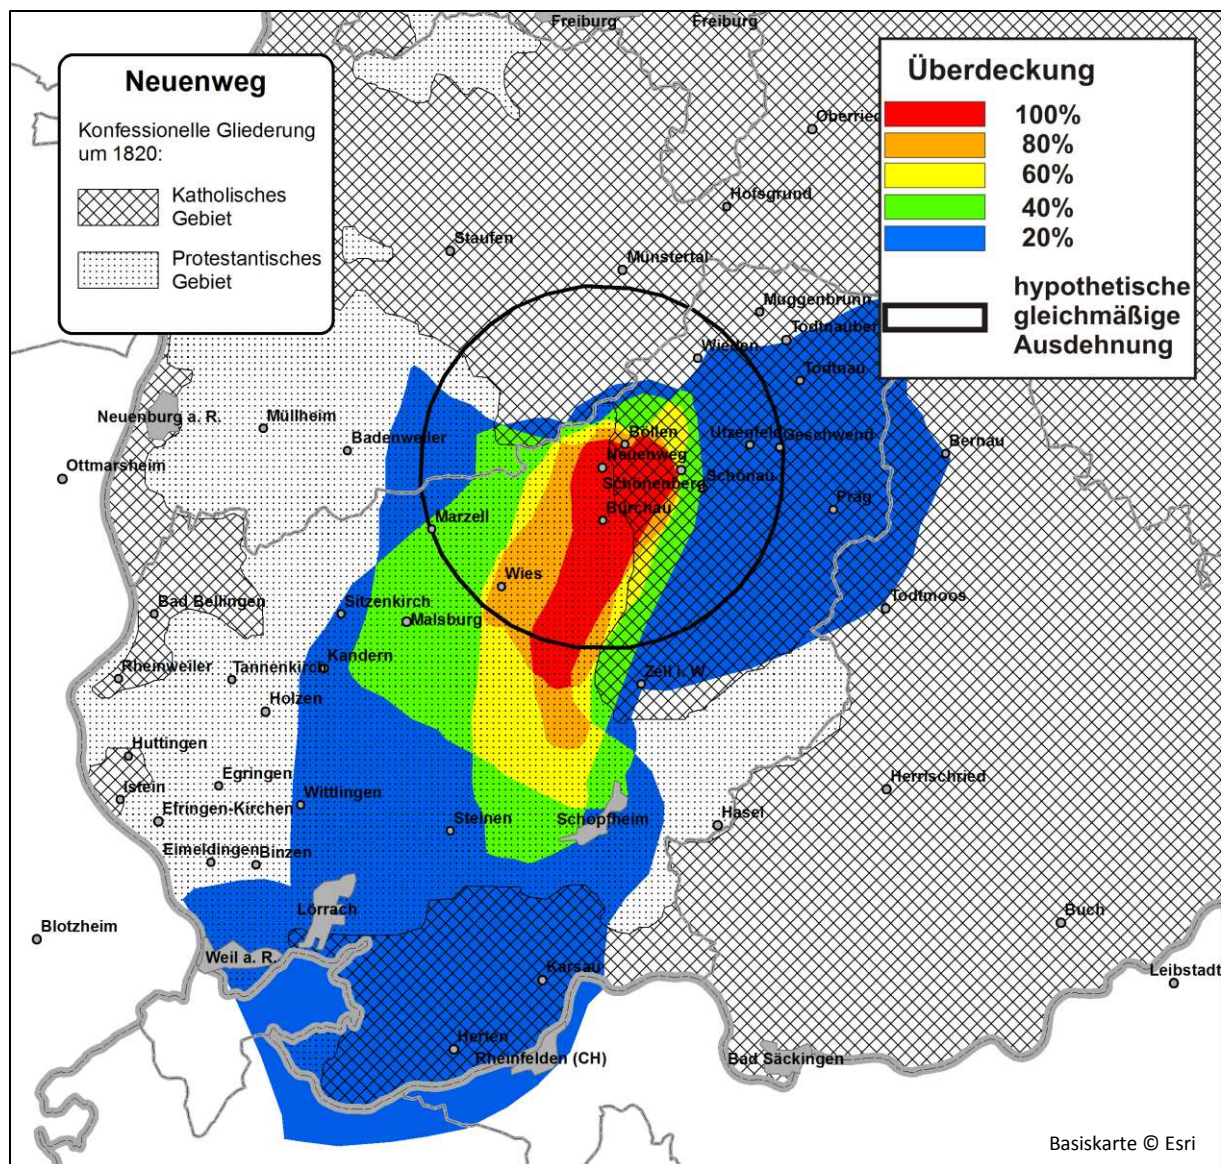 Neuenweg
Konfessionelle Gliederung
um 1820:
Katholisches
Gebiet
Protestantisches
Gebiet
Überdeckung
100%
80%
60%
40%
20%
hypothetische
gleichmäßige
Ausdehnung
Freiburg
Freiburg
Oberried
Hofsgrund
Staufen
Münstertal
Muggenbrunn
Todtnauber
Wieden
Todtnau
Neuenburg a. R.
Müllheim
Badenweiler
Böllen
Utzenfeld
Geschwend
Bernau
Ottmarsheim
Neuenweg
Schönenberg
Schönau
Präg
Marzell
Bürchau
Wies
Bad Bellingen
Sitzenkirch
Malsburg
Todtmoos
Rheinweiler
Tannenkirch
Kandern
Zell i. W
Holzen
Huttingen
Istein
Egringen
Efringen-Kirchen
Wittlingen
Steinen
Schopfheim
Hasel
Herrischried
Eimeldingen
Binzen
Lörrach
Blotzheim
Weil a. R.
Karsau
Buch
Leibstadt
Herten
Rheinfelden (CH)
Bad Säckingen
Basiskarte © Esri